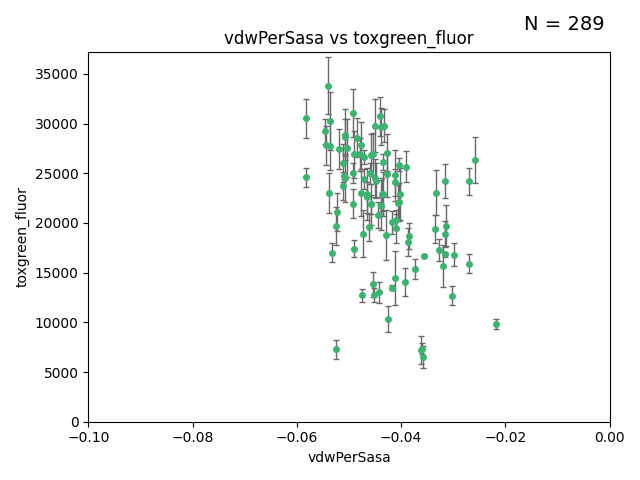 N = 289
vdwPerSasa vs toxgreen_fluor
35000
30000
25000
20000
15000
10000
5000
0
toxgreen_fluor
−0.10 −0.08 −0.06 −0.04 −0.02 0.00
vdwPerSasa